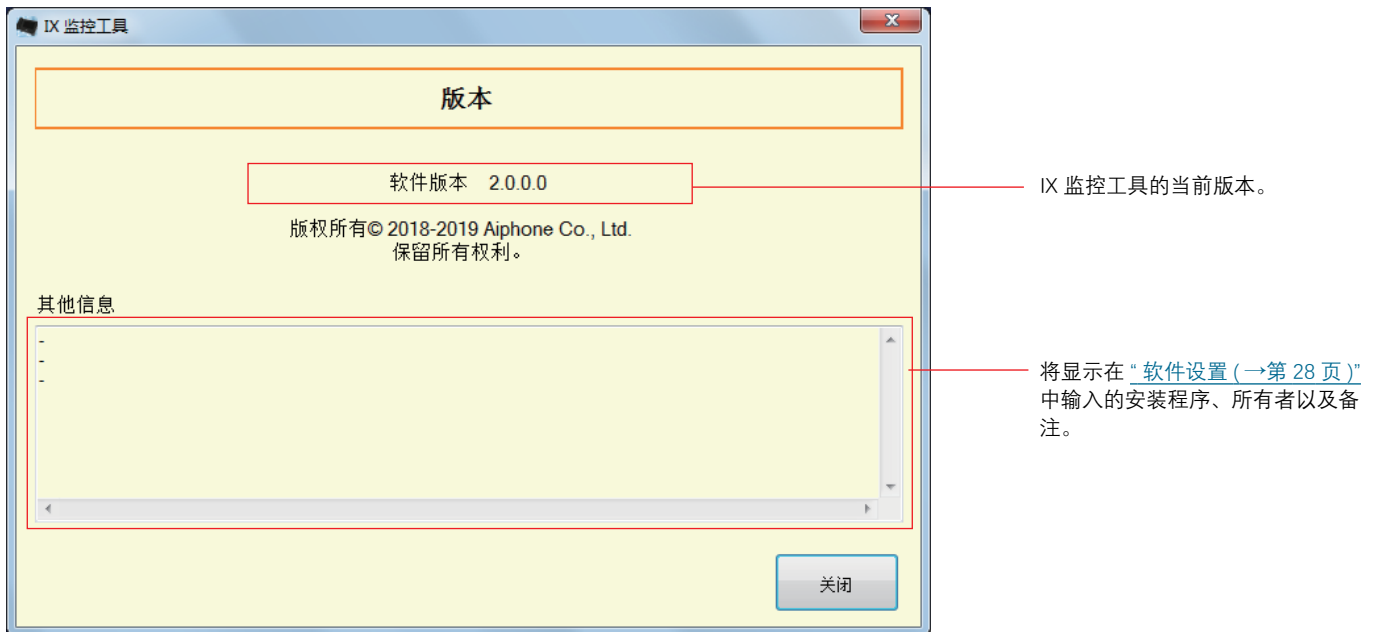 IX 监控工具
版本
软件版本 2.0.0.0
IX 监控工具的当前版本。
版权所有© 2018-2019 Aiphone Co., Ltd.
保留所有权利。
其他信息
-
-
-
将显示在 “ 软件设置 ( →第 28 页 )”
中输入的安装程序、所有者以及备
注。
关闭